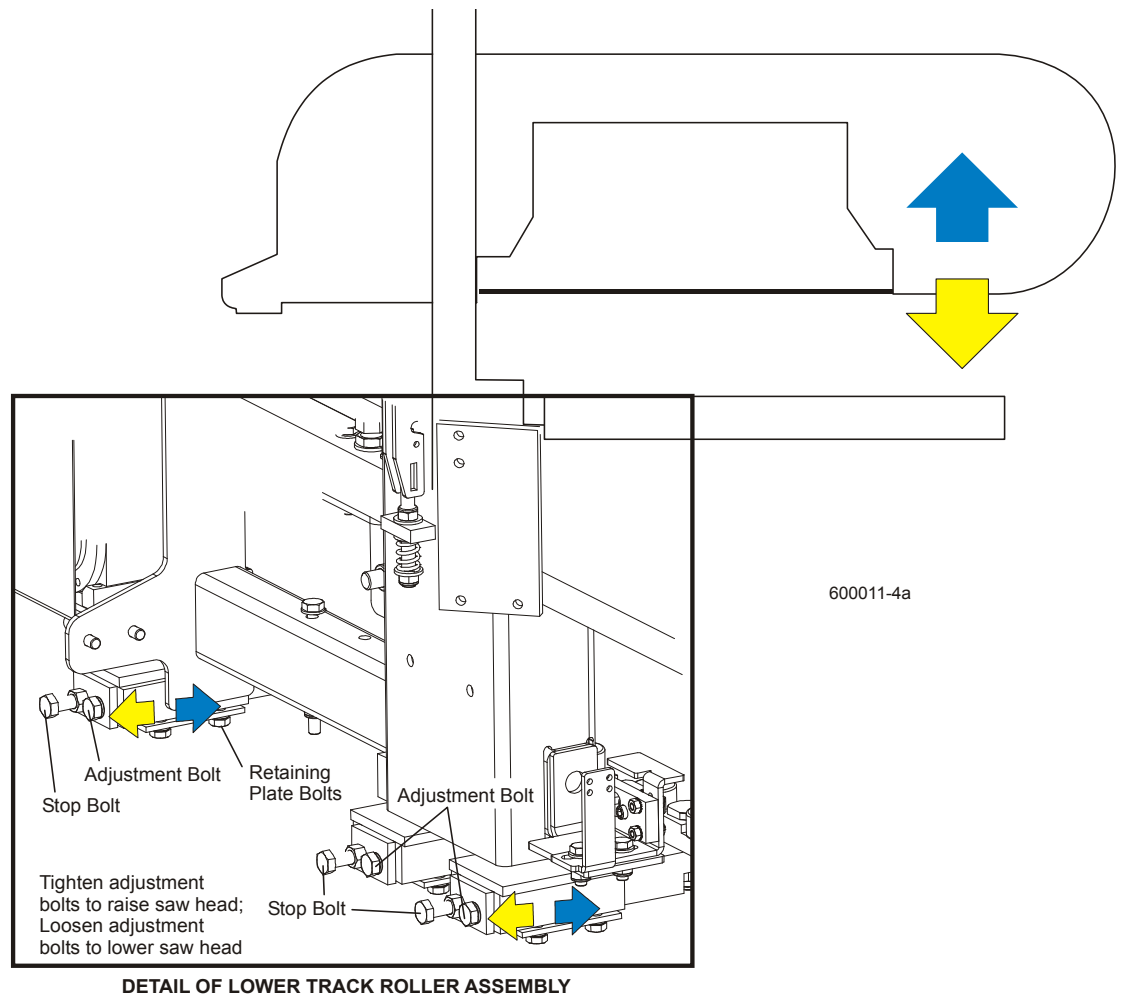 600011-4a
Adjustment Bolt
Stop Bolt
Retaining
Plate Bolts
Adjustment Bolt
Tighten adjustment
bolts to raise saw head;
Loosen adjustment
bolts to lower saw head
Stop Bolt
DETAIL OF LOWER TRACK ROLLER ASSEMBLY